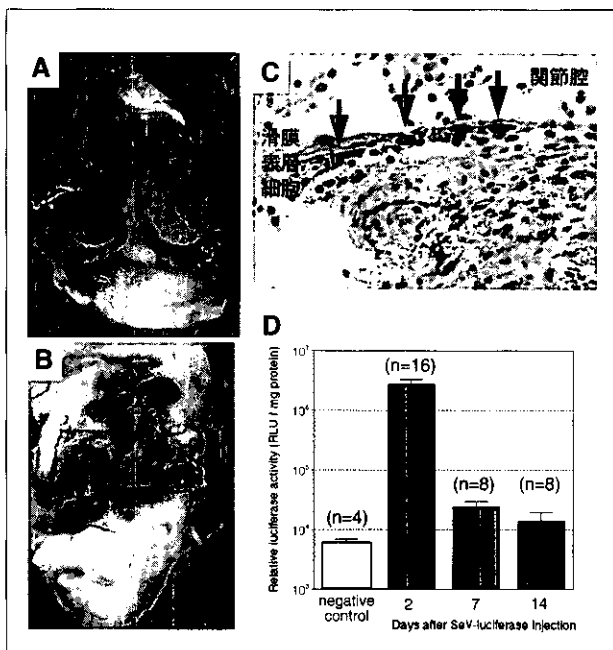 A
B
C
関節腔
滑膜
表層
細胞
D
Relative luciferase activity (RLU / mg protein)
10⁷
10⁶
10⁵
10⁴
10³
(n=4)
(n=16)
(n=8)
(n=8)
negative
control
2
7
14
Days after SeV-luciferase Injection